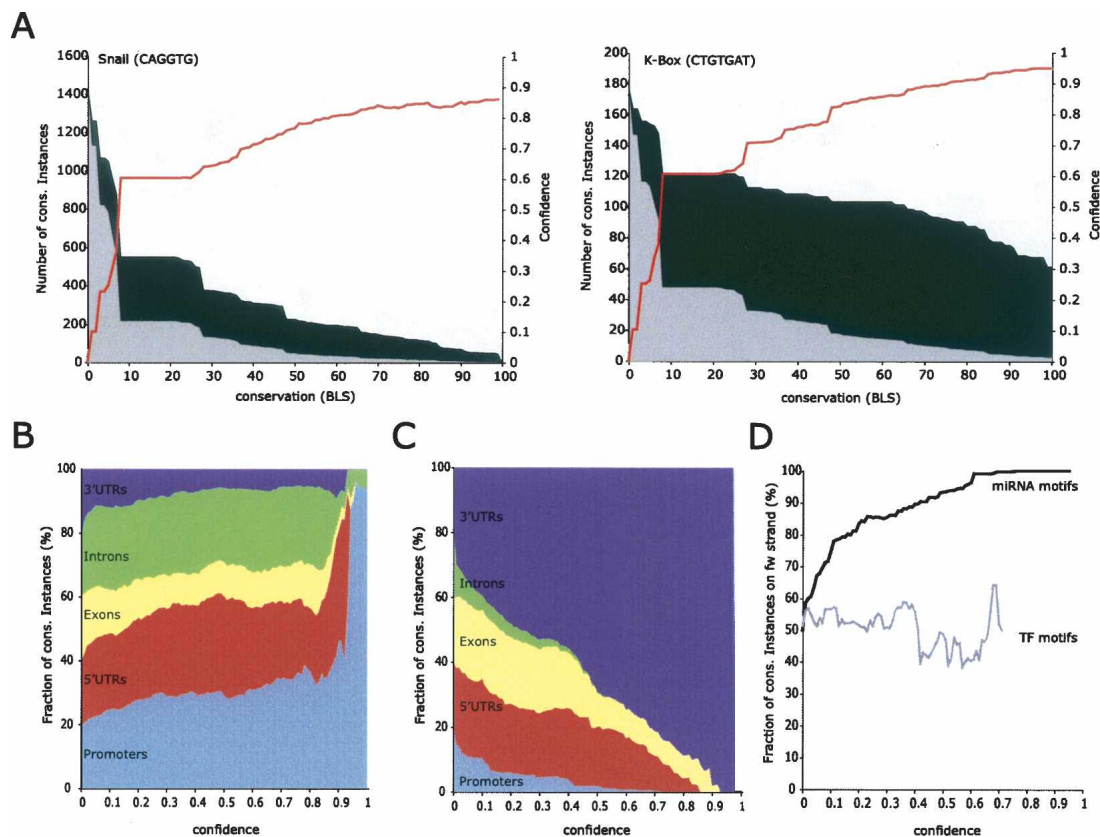 A
Snail (CAGGTG)
Number of cons. Instances
1600
1400
1200
1000
800
600
400
200
0
0 10 20 30 40 50 60 70 80 90 100
conservation (BLS)
1
0.9
0.8
0.7
0.6
0.5
0.4
0.3
0.2
0.1
0
Confidence
K-Box (CTGTGAT)
Number of cons. Instances
200
180
160
140
120
100
80
60
40
20
0
0 10 20 30 40 50 60 70 80 90 100
conservation (BLS)
1
0.9
0.8
0.7
0.6
0.5
0.4
0.3
0.2
0.1
0
Confidence
B
Fraction of cons. Instances (%)
100
80
60
40
20
0
3'UTRs
Introns
Exons
5'UTRs
Promoters
0 0.1 0.2 0.3 0.4 0.5 0.6 0.7 0.8 0.9 1
confidence
C
Fraction of cons. Instances (%)
100
80
60
40
20
0
3'UTRs
Introns
Exons
5'UTRs
Promoters
0 0.1 0.2 0.3 0.4 0.5 0.6 0.7 0.8 0.9 1
confidence
D
Fraction of cons. Instances on fw strand (%)
100
90
80
70
60
50
40
30
20
10
0
miRNA motifs
TF motifs
0 0.1 0.2 0.3 0.4 0.5 0.6 0.7 0.8 0.9 1
confidence